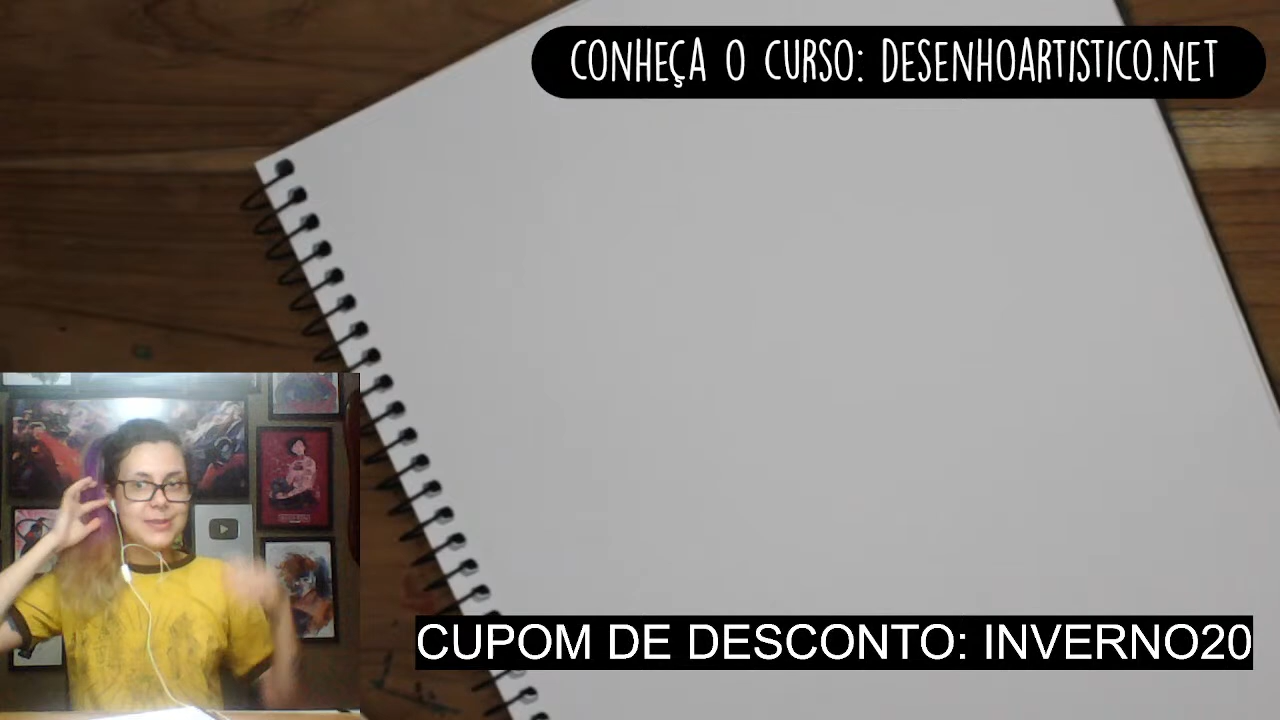 CONHEÇA O CURSO: DESENHOARTISTICO.NET
CUPOM DE DESCONTO: INVERNO20